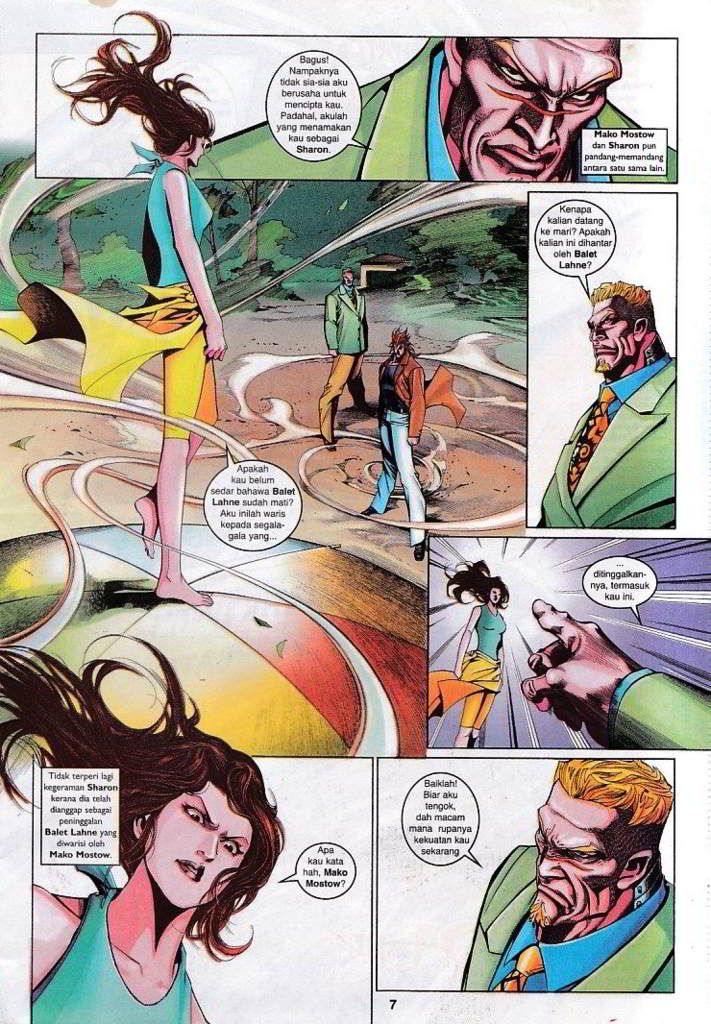 Bagus!
Nampaknya
tidak sia-sia aku
berusaha untuk
mencipta kau.
Padahal, akulah
yang menamakan
kau sebagai
Sharon.
Mako Mostow
dan Sharon pun
pandang-memandang
antara satu sama lain.
Kenapa
kalian datang
ke mari? Apakah
kalian ini dihantar
oleh Balet
Lahne?
Apakah
kau belum
sedar bahawa Balet
Lahne sudah mati?
Aku inilah waris
kepada segala-
gala yang...
...
ditinggalkan-
nya, termasuk
kau ini.
Tidak terperi lagi
kegeraman Sharon
kerana dia telah
dianggap sebagai
peninggalan
Balet Lahne yang
diwarisi oleh
Mako Mostow.
Apa
kau kata
hah, Mako
Mostow?
Baiklah!
Biar aku
tengok,
dah macam
mana rupanya
kekuatan kau
sekarang
7